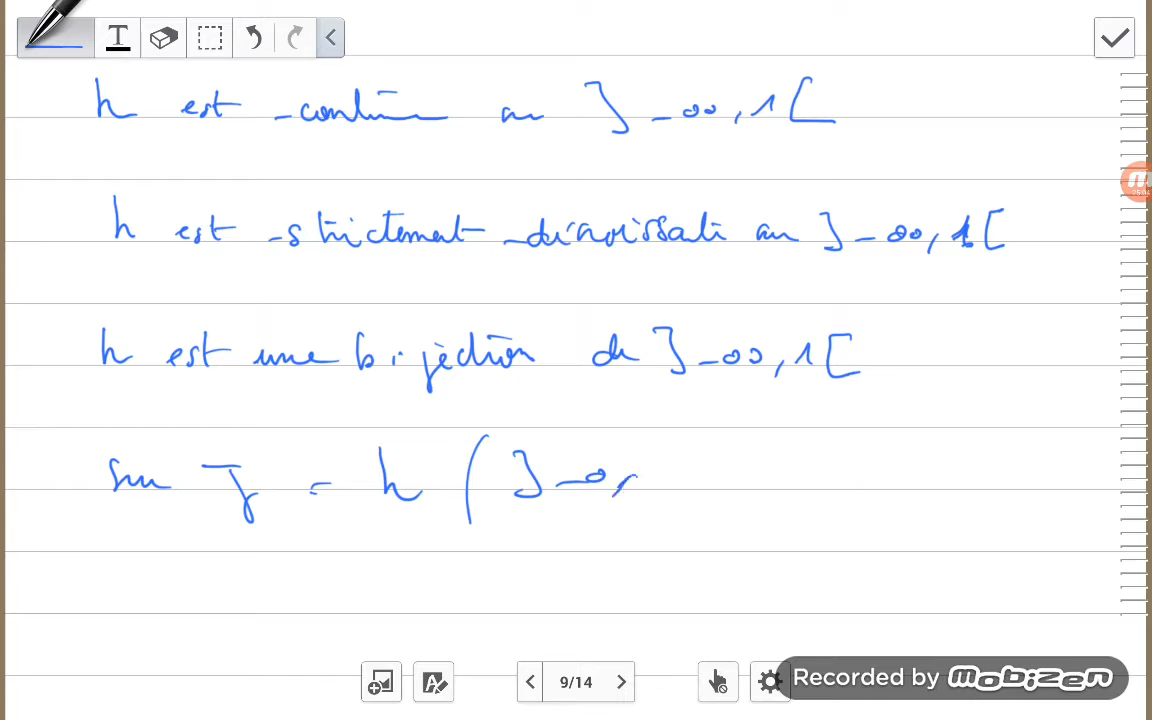 T
h est continue sur ]-∞, 1[
h est strictement décroissante sur ]-∞, 1[
h est une bijection de ]-∞, 1[
sur J = h ( ]-∞,
9/14
Recorded by mobizen